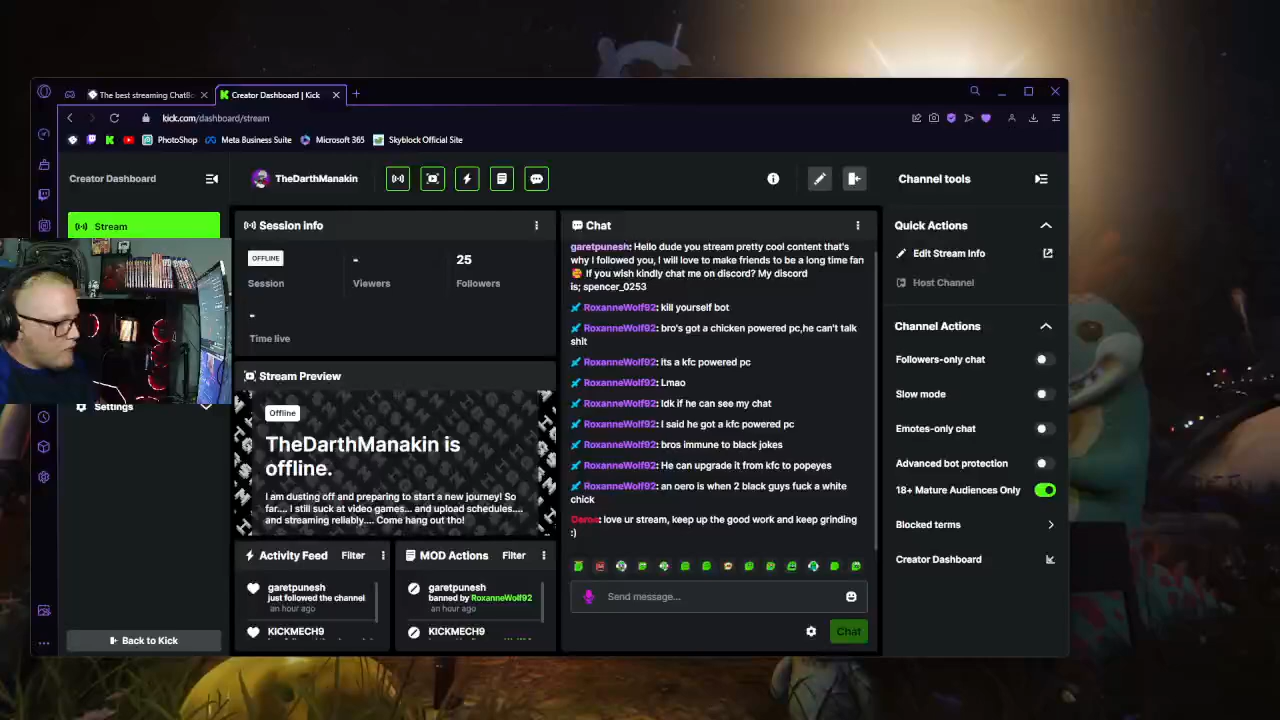 The best streaming ChatBo
Creator Dashboard | Kick
kick.com/dashboard/stream
PhotoShop
Meta Business Suite
Microsoft 365
Skyblock Official Site
Creator Dashboard
TheDarthManakin
Channel tools
Stream
Session Info
Chat
Quick Actions
OFFLINE
-
25
Session
Viewers
Followers
-
Time live
garetpunesh: Hello dude you stream pretty cool content that's
why I followed you, I will love to make friends to be a long time fan
If you wish kindly chat me on discord? My discord
is; spencer_0253
RoxanneWolf92: kill yourself bot
RoxanneWolf92: bro's got a chicken powered pc,he can't talk
shit
RoxanneWolf92: its a kfc powered pc
RoxanneWolf92: Lmao
RoxanneWolf92: Idk if he can see my chat
RoxanneWolf92: I said he got a kfc powered pc
RoxanneWolf92: bros immune to black jokes
RoxanneWolf92: He can upgrade it from kfc to popeyes
RoxanneWolf92: an oero is when 2 black guys fuck a white
chick
love ur stream, keep up the good work and keep grinding
:)
Edit Stream Info
Host Channel
Channel Actions
Followers-only chat
Slow mode
Emotes-only chat
Advanced bot protection
18+ Mature Audiences Only
Blocked terms
Creator Dashboard
Stream Preview
Settings
Offline
TheDarthManakin is
offline.
I am dusting off and preparing to start a new journey! So
far.... I still suck at video games... and upload schedules....
and streaming reliably.... Come hang out tho!
Activity Feed
Filter
MOD Actions
Filter
garetpunesh
just followed the channel
an hour ago
KICKMECH9
garetpunesh
banned by RoxanneWolf92
an hour ago
KICKMECH9
Send message...
Chat
Back to Kick